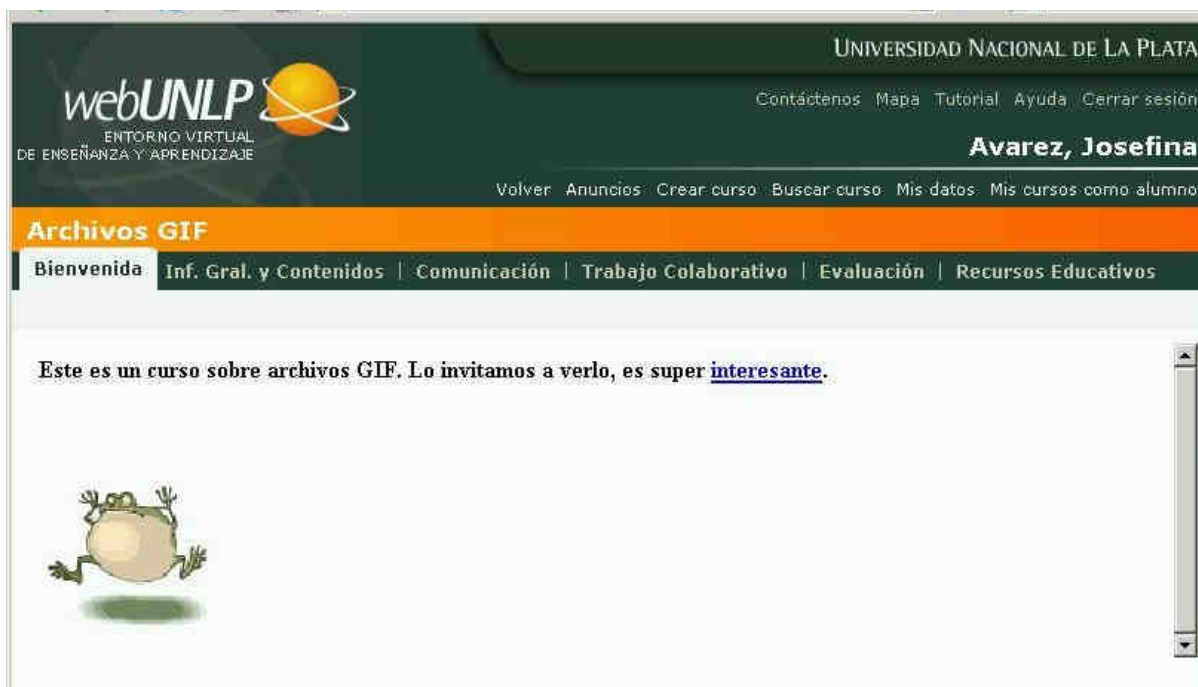 UNIVERSIDAD NACIONAL DE LA PLATA
webUNLP
ENTORNO VIRTUAL
DE ENSEÑANZA Y APRENDIZAJE
Contáctenos Mapa Tutorial Ayuda Cerrar sesión
Avarez, Josefina
Volver Anuncios Crear curso Buscar curso Mis datos Mis cursos como alumno
Archivos GIF
Bienvenida Inf. Gral. y Contenidos | Comunicación | Trabajo Colaborativo | Evaluación | Recursos Educativos
Este es un curso sobre archivos GIF. Lo invitamos a verlo, es super interesante.